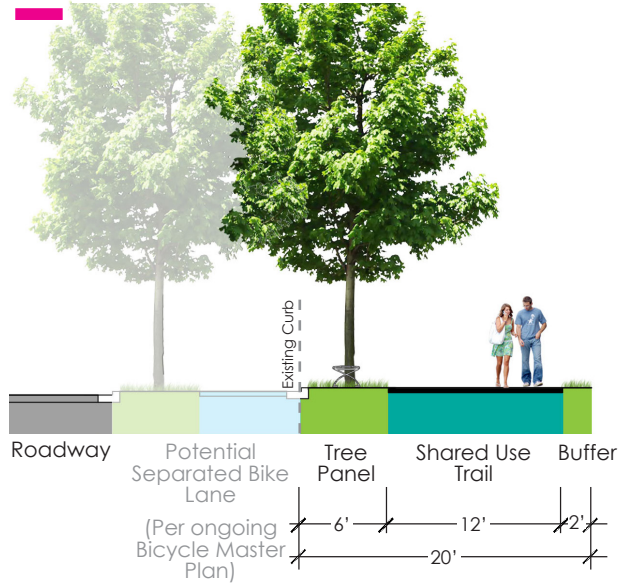 Existing Curb
Roadway
Potential
Separated Bike
Lane
(Per ongoing
Bicycle Master
Plan)
Tree
Panel
Shared Use
Trail
Buffer
6’
12’
2’
20’